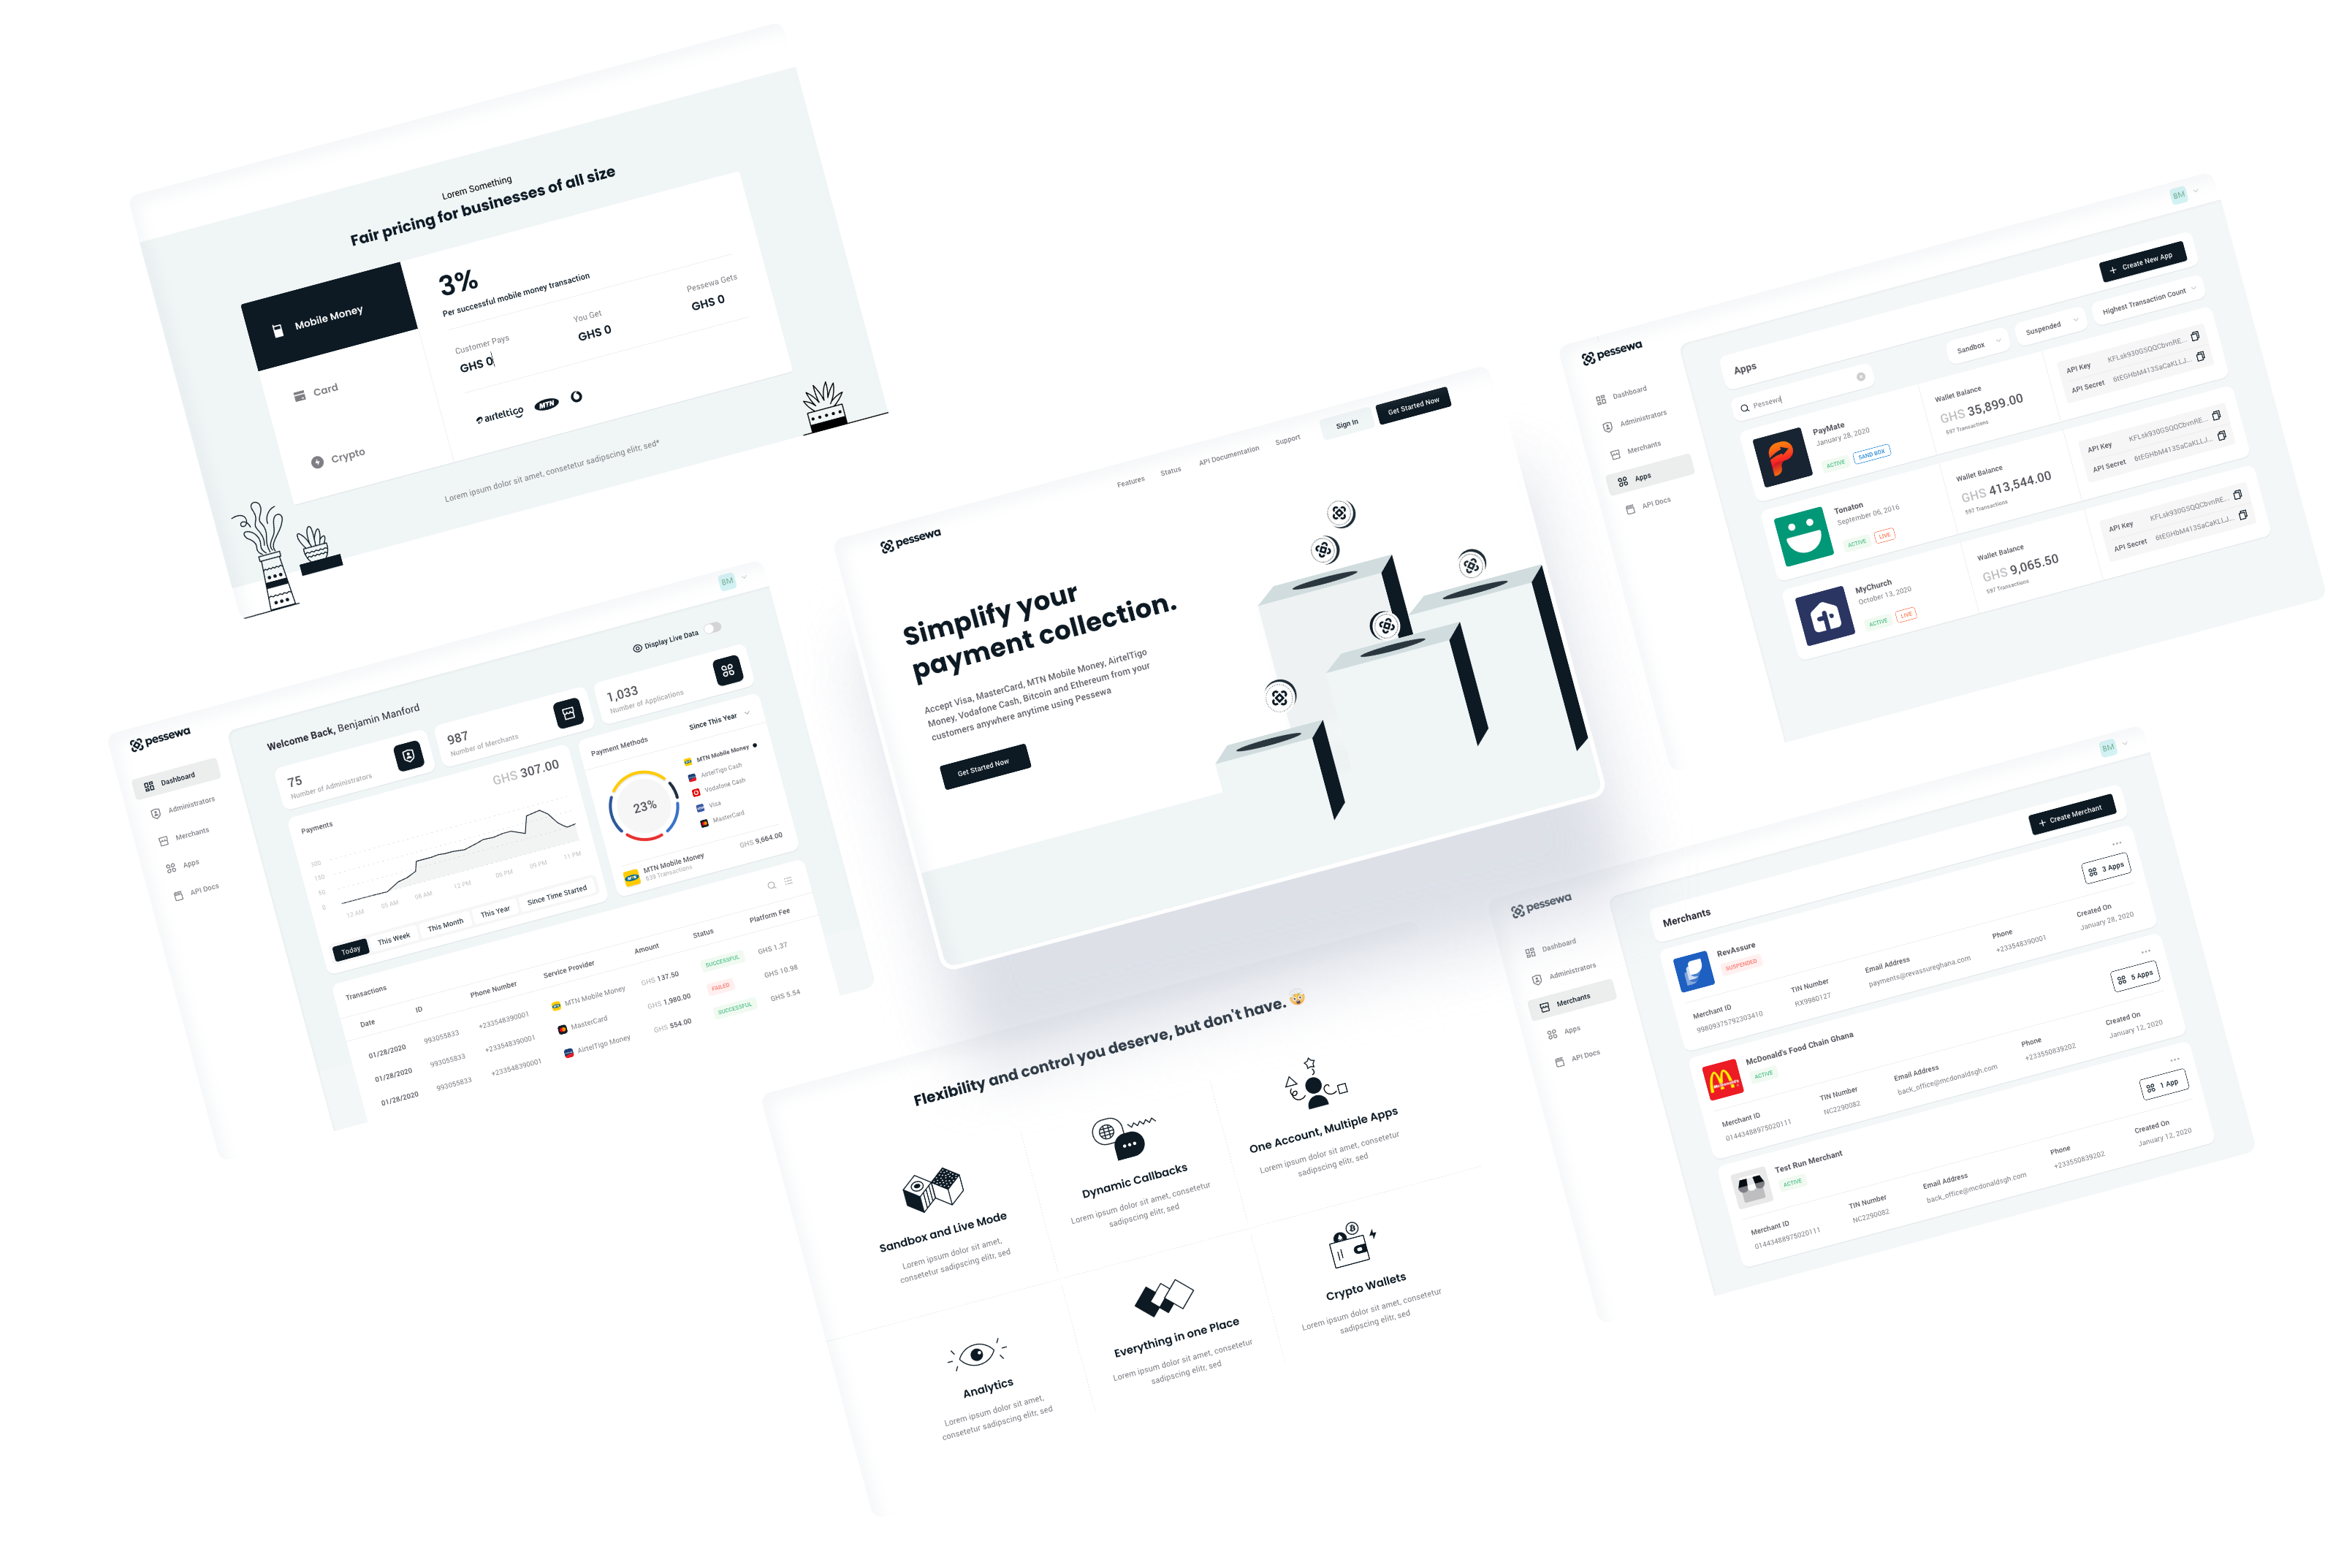 Lorem Something
Fair pricing for businesses of all size
Mobile Money
Card
Crypto
3%
Per successful mobile money transaction
Customer Pays
GHS 0
You Get
GHS 0
Pessewa Gets
GHS 0
airteltigo
MTN
Lorem ipsum dolor sit amet, consetetur sadipscing elitr, sed*
pessewa
Dashboard
Administrators
Merchants
Apps
API Docs
BM
Welcome Back, Benjamin Manford
Display Live Data
75
Number of Administrators
987
Number of Merchants
1,033
Number of Applications
Payments
GHS 307.00
150
50
0
12 AM
05 AM
08 AM
12 PM
05 PM
09 PM
11 PM
Today
This Week
This Month
This Year
Since Time Started
Payment Methods
Since This Year
23%
MTN Mobile Money
AirtelTigo Cash
Vodafone Cash
Visa
MasterCard
MTN Mobile Money
GHS 9,664.00
639 Transactions
Transactions
Date
ID
Phone Number
Service Provider
Amount
Status
Platform Fee
01/28/2020 993055833 +233548390001 MTN Mobile Money GHS 137.50 SUCCESSFUL GHS 1.37
01/28/2020 993055833 +233548390001 MasterCard GHS 1,980.00 FAILED GHS 10.98
01/28/2020 993055833 +233548390001 AirtelTigo Money GHS 554.00 SUCCESSFUL GHS 5.54
pessewa
Features
Status
API Documentation
Support
Sign In
Get Started Now
Simplify your
payment collection.
Accept Visa, MasterCard, MTN Mobile Money, AirtelTigo
Money, Vodafone Cash, Bitcoin and Ethereum from your
customers anywhere anytime using Pessewa
Get Started Now
Flexibility and control you deserve, but don't have. 🤯
Sandbox and Live Mode
Lorem ipsum dolor sit amet,
consetetur sadipscing elitr, sed
Dynamic Callbacks
Lorem ipsum dolor sit amet, consetetur
sadipscing elitr, sed
One Account, Multiple Apps
Lorem ipsum dolor sit amet, consetetur
sadipscing elitr, sed
Analytics
Lorem ipsum dolor sit amet,
consetetur sadipscing elitr, sed
Everything in one Place
Lorem ipsum dolor sit amet, consetetur
sadipscing elitr, sed
Crypto Wallets
Lorem ipsum dolor sit amet, consetetur
sadipscing elitr, sed
BM
pessewa
Dashboard
Administrators
Merchants
Apps
API Docs
Apps
Create New App
Pessewa
Sandbox
Suspended
Highest Transaction Count
PayMate
January 28, 2020
ACTIVE
SAND BOX
Wallet Balance
GHS 35,899.00
597 Transactions
API Key KFLsk930GSQQCbvnRE...
API Secret 6tEGHbM413SaCaKLLJ...
Tonaton
September 06, 2016
ACTIVE
LIVE
Wallet Balance
GHS 413,544.00
597 Transactions
API Key KFLsk930GSQQCbvnRE...
API Secret 6tEGHbM413SaCaKLLJ...
MyChurch
October 13, 2020
ACTIVE
LIVE
Wallet Balance
GHS 9,065.50
597 Transactions
API Key KFLsk930GSQQCbvnRE...
API Secret 6tEGHbM413SaCaKLLJ...
BM
pessewa
Dashboard
Administrators
Merchants
Apps
API Docs
Merchants
Create Merchant
RevAssure
SUSPENDED
3 Apps
Merchant ID
99809375792303410
TIN Number
RX0980127
Email Address
payments@revassureghana.com
Phone
+233548390001
Created On
January 28, 2020
McDonald's Food Chain Ghana
ACTIVE
5 Apps
Merchant ID
01443488975020111
TIN Number
NC2290082
Email Address
back_office@mcdonaldsgh.com
Phone
+233550839202
Created On
January 12, 2020
Test Run Merchant
ACTIVE
1 App
Merchant ID
01443488975020111
TIN Number
NC2290082
Email Address
back_office@mcdonaldsgh.com
Phone
+233550839202
Created On
January 12, 2020